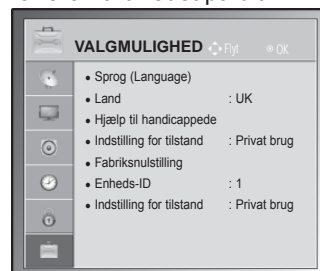 VALGMULIGHED Flyt OK
• Sprog (Language)
• Land : UK
• Hjælp til handicappede
• Indstilling for tilstand : Privat brug
• Fabriksnulstilling
• Enheds-ID : 1
• Indstilling for tilstand : Privat brug